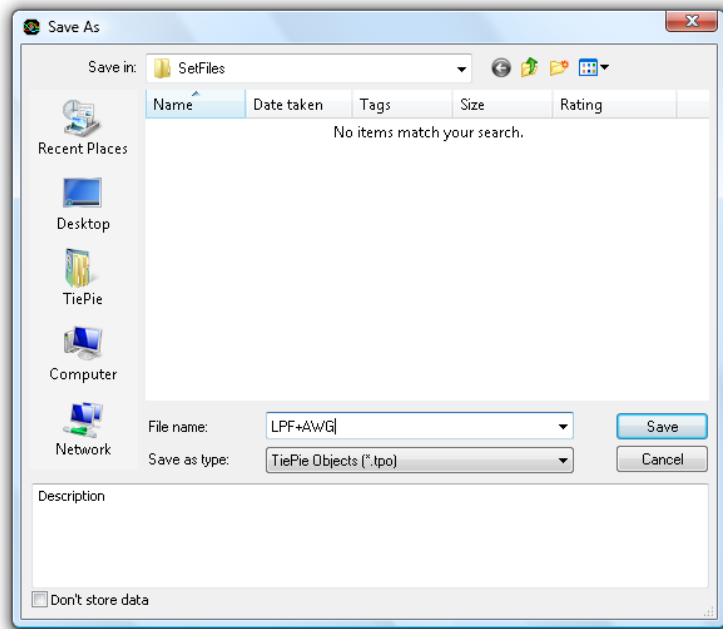 Save As
Save in: SetFiles
Name Date taken Tags Size Rating
No items match your search.
Recent Places
Desktop
TiePie
Computer
Network
File name: LPF+AWG Save
Save as type: TiePie Objects (*.tpo) Cancel
Description
Don't store data